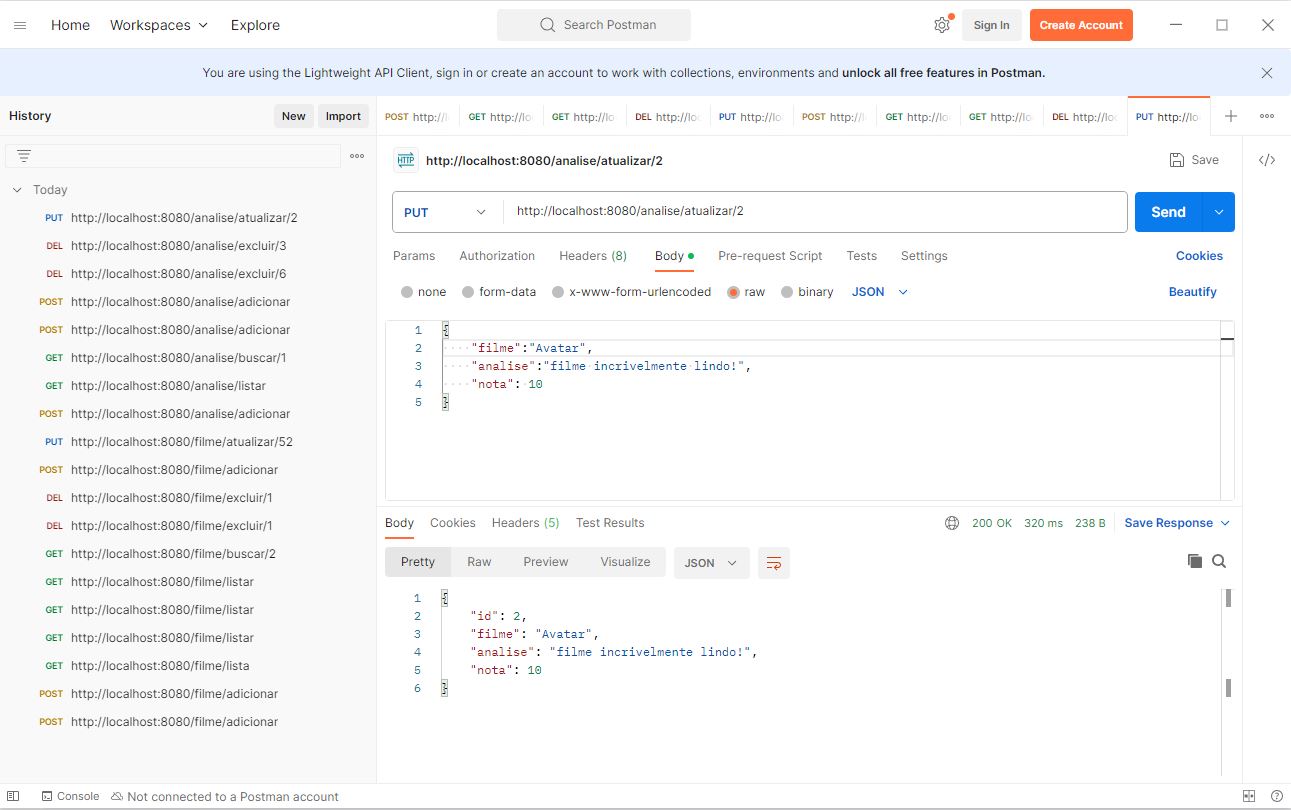 Home Workspaces Explore Search Postman Sign In Create Account
You are using the Lightweight API Client, sign in or create an account to work with collections, environments and unlock all free features in Postman.
History New Import
POST http://l GET http://lo GET http://lo DEL http://loc PUT http://lo POST http://l GET http://lo GET http://lo DEL http://loc PUT http://lo
Today
PUT http://localhost:8080/analise/atualizar/2
DEL http://localhost:8080/analise/excluir/3
DEL http://localhost:8080/analise/excluir/6
POST http://localhost:8080/analise/adicionar
POST http://localhost:8080/analise/adicionar
GET http://localhost:8080/analise/buscar/1
GET http://localhost:8080/analise/listar
POST http://localhost:8080/analise/adicionar
PUT http://localhost:8080/filme/atualizar/52
POST http://localhost:8080/filme/adicionar
DEL http://localhost:8080/filme/excluir/1
DEL http://localhost:8080/filme/excluir/1
GET http://localhost:8080/filme/buscar/2
GET http://localhost:8080/filme/listar
GET http://localhost:8080/filme/listar
GET http://localhost:8080/filme/listar
GET http://localhost:8080/filme/lista
POST http://localhost:8080/filme/adicionar
POST http://localhost:8080/filme/adicionar
HTTP http://localhost:8080/analise/atualizar/2 Save </>
PUT http://localhost:8080/analise/atualizar/2 Send
Params Authorization Headers (8) Body Pre-request Script Tests Settings Cookies
none form-data x-www-form-urlencoded raw binary JSON Beautify
1 {
2 "filme":"Avatar",
3 "analise":"filme incrivelmente lindo!",
4 "nota": 10
5 }
Body Cookies Headers (5) Test Results 200 OK 320 ms 238 B Save Response
Pretty Raw Preview Visualize JSON
1 {
2 "id": 2,
3 "filme": "Avatar",
4 "analise": "filme incrivelmente lindo!",
5 "nota": 10
6 }
Console Not connected to a Postman account